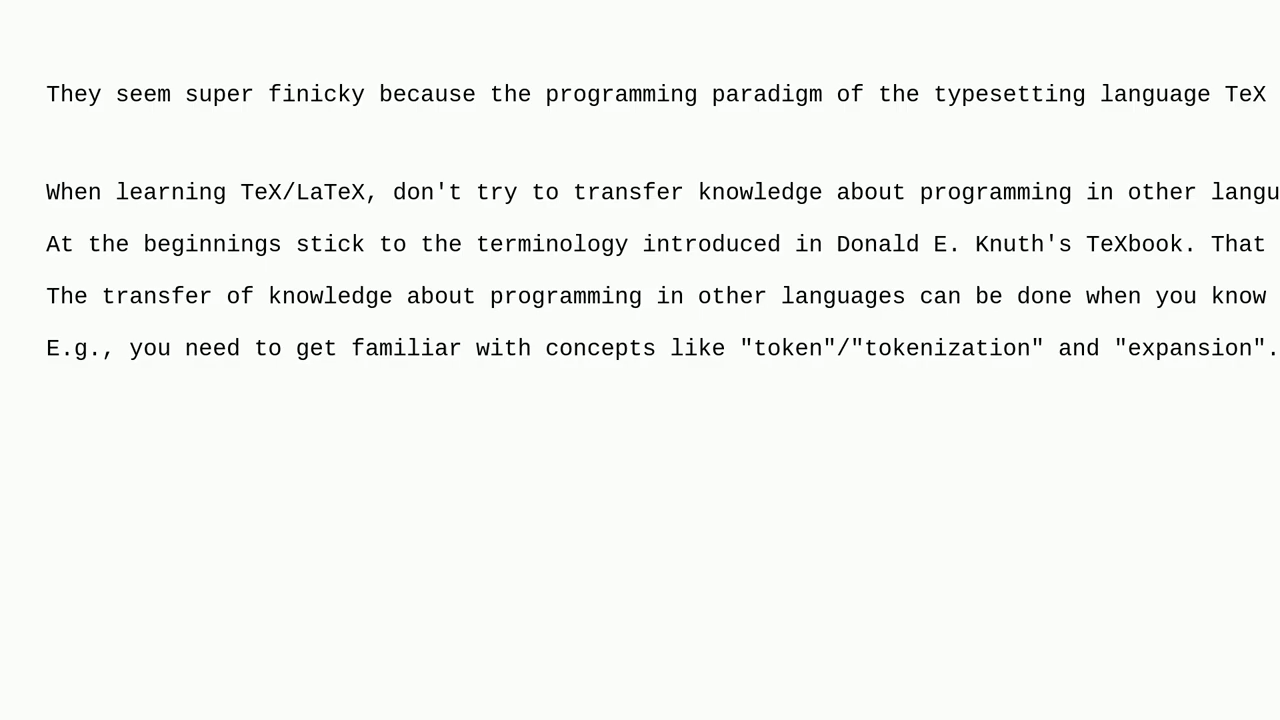 They seem super finicky because the programming paradigm of the typesetting language TeX
When learning TeX/LaTeX, don't try to transfer knowledge about programming in other langu
At the beginnings stick to the terminology introduced in Donald E. Knuth's TeXbook. That
The transfer of knowledge about programming in other languages can be done when you know
E.g., you need to get familiar with concepts like "token"/"tokenization" and "expansion".